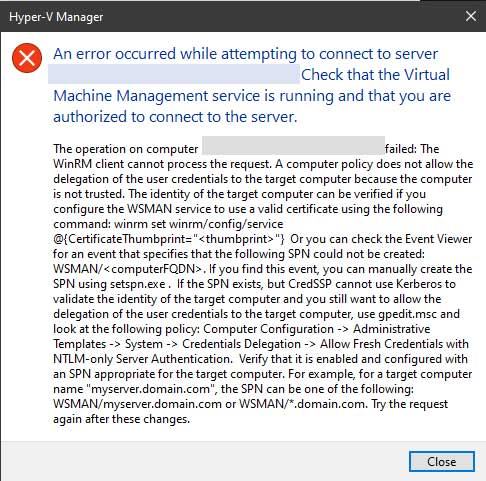 Hyper-V Manager
An error occurred while attempting to connect to server
Check that the Virtual
Machine Management service is running and that you are
authorized to connect to the server.
The operation on computer failed: The
WinRM client cannot process the request. A computer policy does not allow the
delegation of the user credentials to the target computer because the computer
is not trusted. The identity of the target computer can be verified if you
configure the WSMAN service to use a valid certificate using the following
command: winrm set winrm/config/service
@{CertificateThumbprint="<thumbprint>"}  Or you can check the Event Viewer
for an event that specifies that the following SPN could not be created:
WSMAN/<computerFQDN>. If you find this event, you can manually create the
SPN using setspn.exe .  If the SPN exists, but CredSSP cannot use Kerberos to
validate the identity of the target computer and you still want to allow the
delegation of the user credentials to the target computer, use gpedit.msc and
look at the following policy: Computer Configuration -> Administrative
Templates -> System -> Credentials Delegation -> Allow Fresh Credentials with
NTLM-only Server Authentication.  Verify that it is enabled and configured with
an SPN appropriate for the target computer. For example, for a target computer
name "myserver.domain.com", the SPN can be one of the following:
WSMAN/myserver.domain.com or WSMAN/*.domain.com. Try the request
again after these changes.
Close